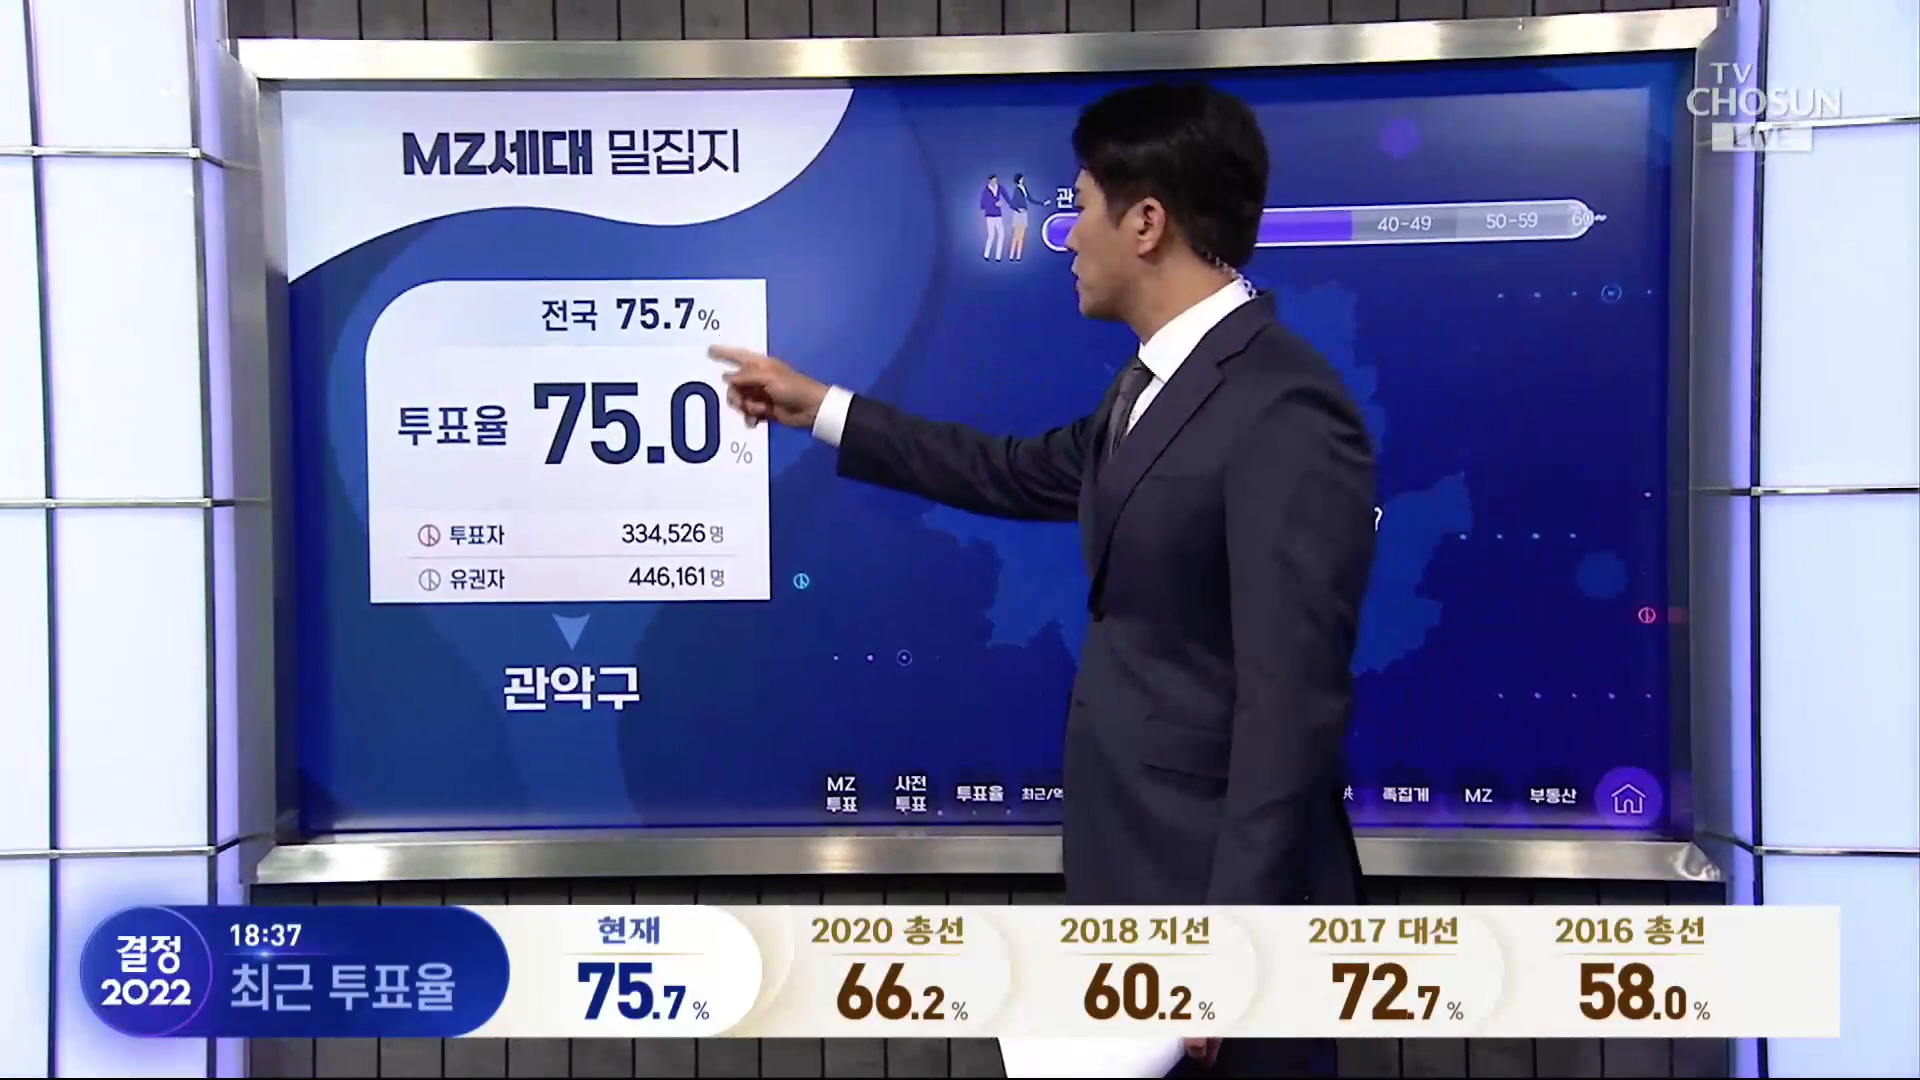 TV
CHOSUN
LIVE
MZ세대 밀집지
관
40-49
50-59
60~
전국 75.7%
투표율 75.0%
투표자 334,526명
유권자 446,161명
관악구
?
MZ
투표
사전
투표
투표율
최근/역
족집게
MZ
부동산
결정
2022
18:37
최근 투표율
현재
75.7%
2020 총선
66.2%
2018 지선
60.2%
2017 대선
72.7%
2016 총선
58.0%